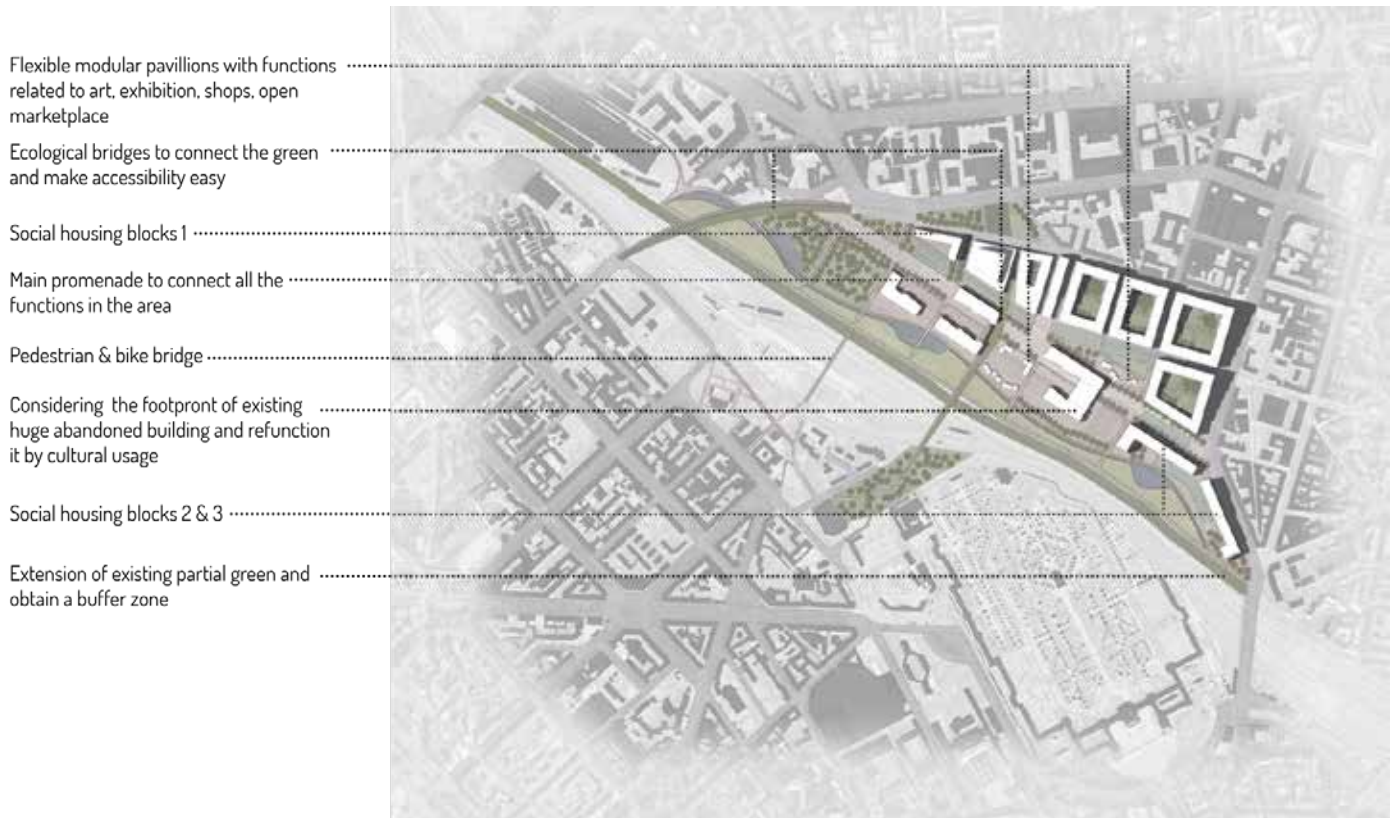 Flexible modular pavillions with functions
related to art, exhibition, shops, open
marketplace
Ecological bridges to connect the green
and make accessibility easy
Social housing blocks 1
Main promenade to connect all the
functions in the area
Pedestrian & bike bridge
Considering the footpront of existing
huge abandoned building and refunction
it by cultural usage
Social housing blocks 2 & 3
Extension of existing partial green and
obtain a buffer zone